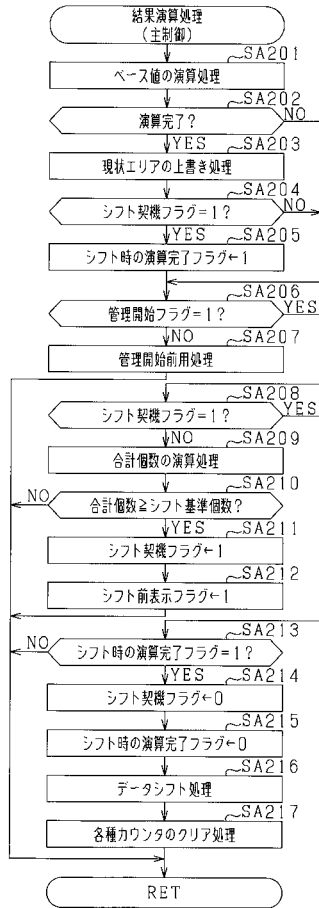 結果演算処理
(主制御)
SA201
ベース値の演算処理
SA202
演算完了?
NO
YES
SA203
現状エリアの上書き処理
SA204
シフト契機フラグ=1?
NO
YES
SA205
シフト時の演算完了フラグ←1
SA206
管理開始フラグ=1?
YES
NO
SA207
管理開始前用処理
SA208
シフト契機フラグ=1?
YES
NO
SA209
合計個数の演算処理
SA210
NO
合計個数≧シフト基準個数?
YES
SA211
シフト契機フラグ←1
SA212
シフト前表示フラグ←1
SA213
NO
シフト時の演算完了フラグ=1?
YES
SA214
シフト契機フラグ←0
SA215
シフト時の演算完了フラグ←0
SA216
データシフト処理
SA217
各種カウンタのクリア処理
RET